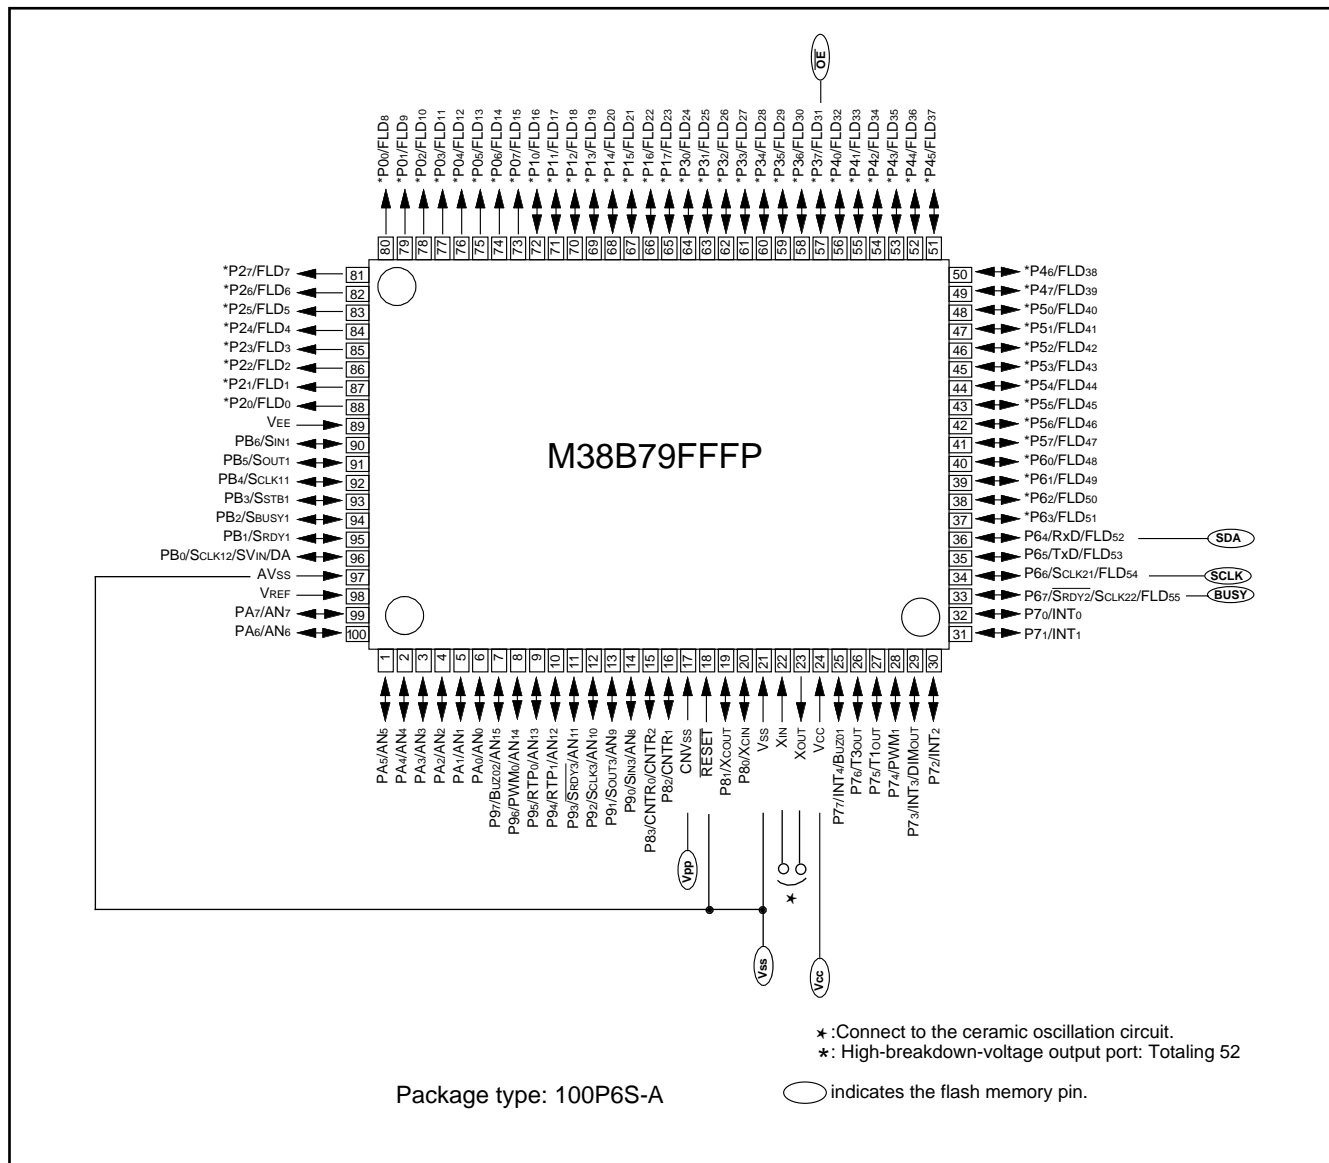 OE
*P00/FLD8
*P01/FLD9
*P02/FLD10
*P03/FLD11
*P04/FLD12
*P05/FLD13
*P06/FLD14
*P07/FLD15
*P10/FLD16
*P11/FLD17
*P12/FLD18
*P13/FLD19
*P14/FLD20
*P15/FLD21
*P16/FLD22
*P17/FLD23
*P30/FLD24
*P31/FLD25
*P32/FLD26
*P33/FLD27
*P34/FLD28
*P35/FLD29
*P36/FLD30
*P37/FLD31
*P40/FLD32
*P41/FLD33
*P42/FLD34
*P43/FLD35
*P44/FLD36
*P45/FLD37
80 79 78 77 76 75 74 73 72 71 70 69 68 67 66 65 64 63 62 61 60 59 58 57 56 55 54 53 52 51
*P27/FLD7 81
*P26/FLD6 82
*P25/FLD5 83
*P24/FLD4 84
*P23/FLD3 85
*P22/FLD2 86
*P21/FLD1 87
*P20/FLD0 88
VEE 89
PB6/SIN1 90
PB5/SOUT1 91
PB4/SCLK11 92
PB3/SSTB1 93
PB2/SBUSY1 94
PB1/SRDY1 95
PB0/SCLK12/SVIN/DA 96
AVSS 97
VREF 98
PA7/AN7 99
PA6/AN6 100
M38B79FFFP
50 *P46/FLD38
49 *P47/FLD39
48 *P50/FLD40
47 *P51/FLD41
46 *P52/FLD42
45 *P53/FLD43
44 *P54/FLD44
43 *P55/FLD45
42 *P56/FLD46
41 *P57/FLD47
40 *P60/FLD48
39 *P61/FLD49
38 *P62/FLD50
37 *P63/FLD51
36 P64/RxD/FLD52 SDA
35 P65/TxD/FLD53
34 P66/SCLK21/FLD54 SCLK
33 P67/SRDY2/SCLK22/FLD55 BUSY
32 P70/INT0
31 P71/INT1
1 2 3 4 5 6 7 8 9 10 11 12 13 14 15 16 17 18 19 20 21 22 23 24 25 26 27 28 29 30
PA5/AN5
PA4/AN4
PA3/AN3
PA2/AN2
PA1/AN1
PA0/AN0
P97/BUZ02/AN15
P96/PWM0/AN14
P95/RTP0/AN13
P94/RTP1/AN12
P93/SRDY3/AN11
P92/SCLK3/AN10
P91/SOUT3/AN9
P90/SIN3/AN8
P83/CNTR0/CNTR2
P82/CNTR1
CNVSS
RESET
P81/XCOUT
P80/XCIN
VSS
XIN
XOUT
VCC
P77/INT4/BUZ01
P76/T3OUT
P75/T1OUT
P74/PWM1
P73/INT3/DIMOUT
P72/INT2
Vpp
★
Vss
Vcc
★:Connect to the ceramic oscillation circuit.
*: High-breakdown-voltage output port: Totaling 52
Package type: 100P6S-A
indicates the flash memory pin.